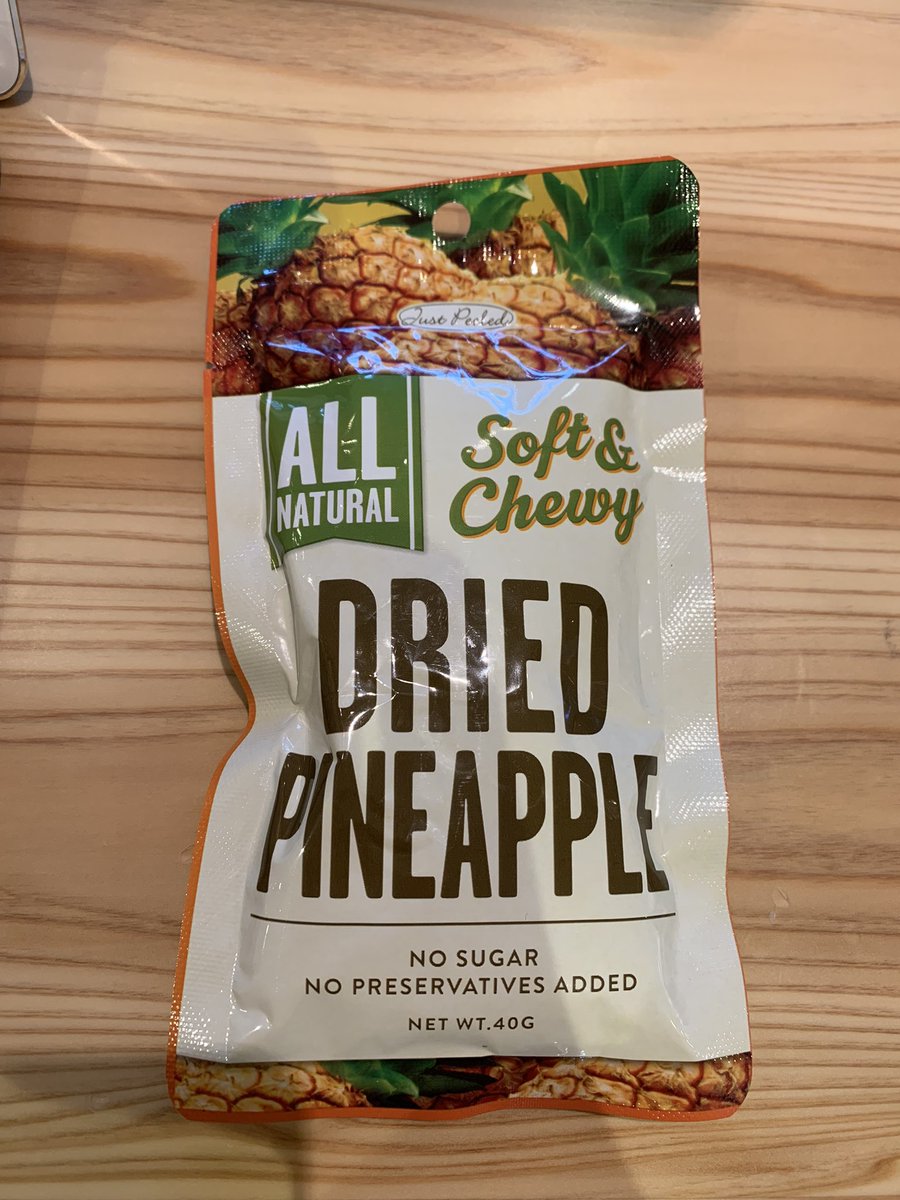 Just Peeled
ALL
NATURAL
Soft &
Chewy
DRIED
PINEAPPLE
NO SUGAR
NO PRESERVATIVES ADDED
NET WT.40G